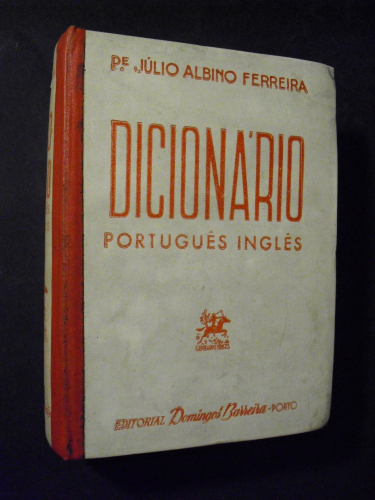 Pe JÚLIO ALBINO FERREIRA
DICIONÁRIO
PORTUGUÊS INGLÊS
EDITORIAL Domingos Barreira - PORTO